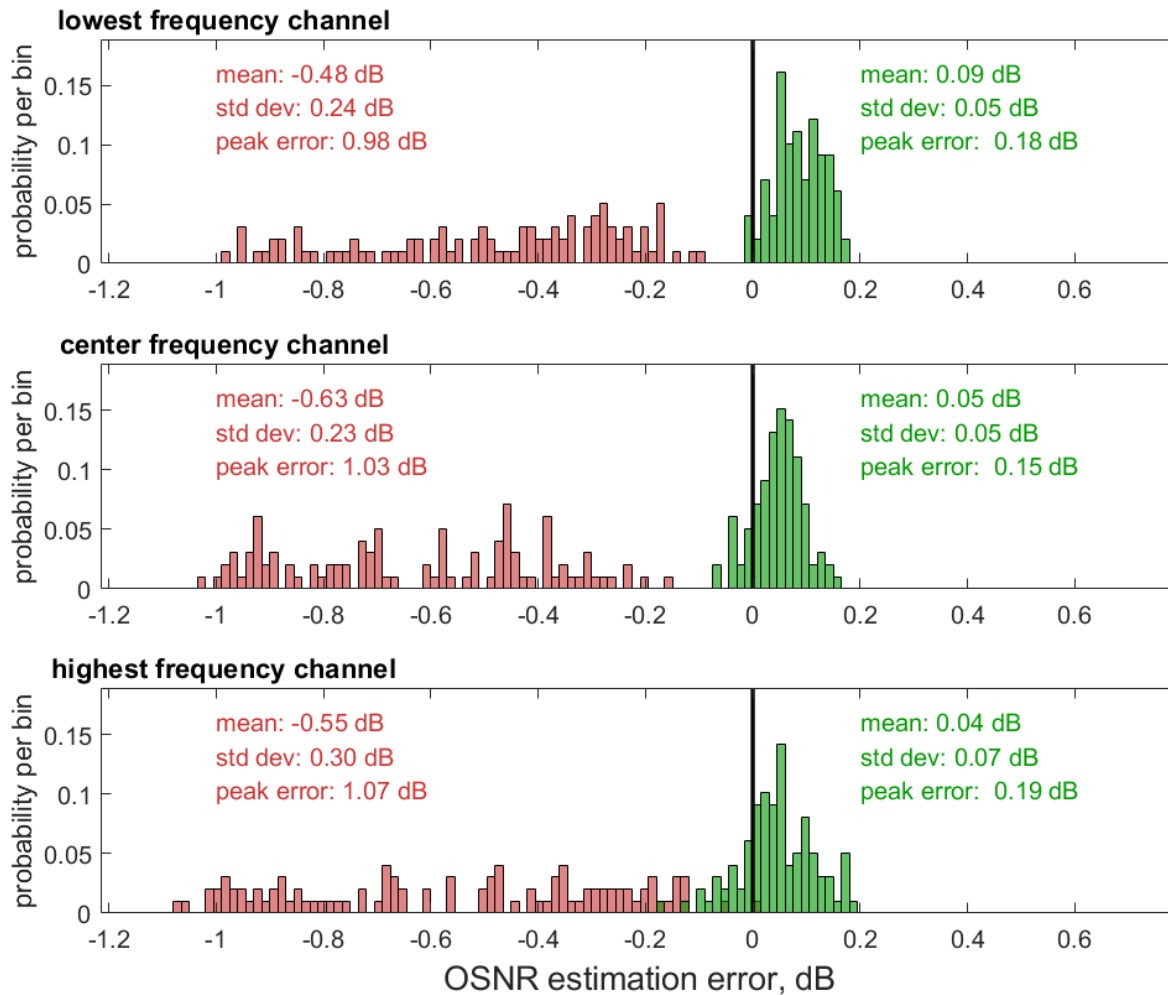 lowest frequency channel
probability per bin
0.15
0.1
0.05
0
mean: -0.48 dB
std dev: 0.24 dB
peak error: 0.98 dB
mean: 0.09 dB
std dev: 0.05 dB
peak error: 0.18 dB
-1.2 -1 -0.8 -0.6 -0.4 -0.2 0 0.2 0.4 0.6
center frequency channel
probability per bin
0.15
0.1
0.05
0
mean: -0.63 dB
std dev: 0.23 dB
peak error: 1.03 dB
mean: 0.05 dB
std dev: 0.05 dB
peak error: 0.15 dB
-1.2 -1 -0.8 -0.6 -0.4 -0.2 0 0.2 0.4 0.6
highest frequency channel
probability per bin
0.15
0.1
0.05
0
mean: -0.55 dB
std dev: 0.30 dB
peak error: 1.07 dB
mean: 0.04 dB
std dev: 0.07 dB
peak error: 0.19 dB
-1.2 -1 -0.8 -0.6 -0.4 -0.2 0 0.2 0.4 0.6
OSNR estimation error, dB